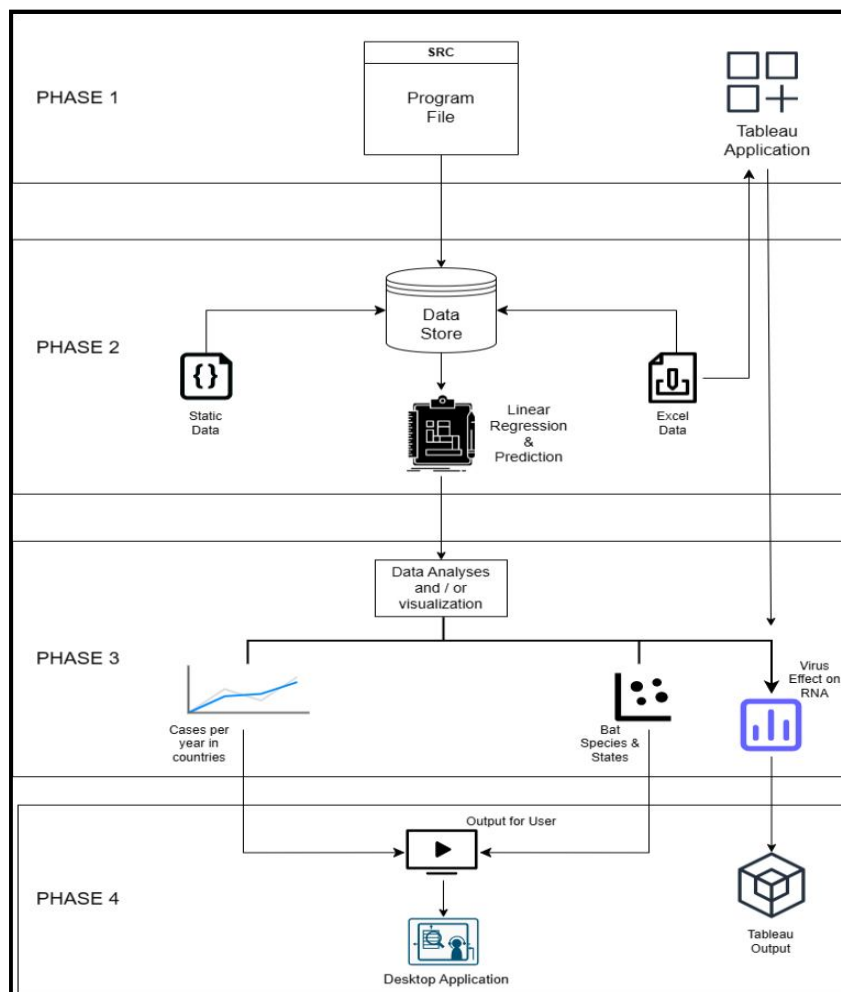 PHASE 1
SRC
Program
File
Tableau
Application
PHASE 2
Data
Store
Static
Data
Linear
Regression
&
Prediction
Excel
Data
PHASE 3
Data Analyses
and / or
visualization
Cases per
year in
countries
Bat
Species &
States
Virus
Effect on
RNA
PHASE 4
Output for User
Desktop Application
Tableau
Output